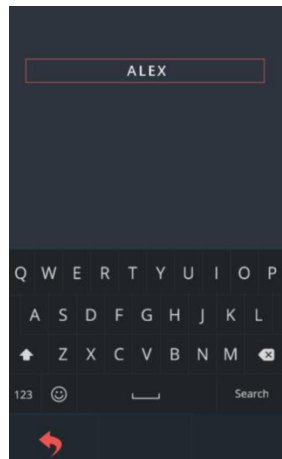 ALEX
Q W E R T Y U I O P
A S D F G H J K L
Z X C V B N M
123 Search